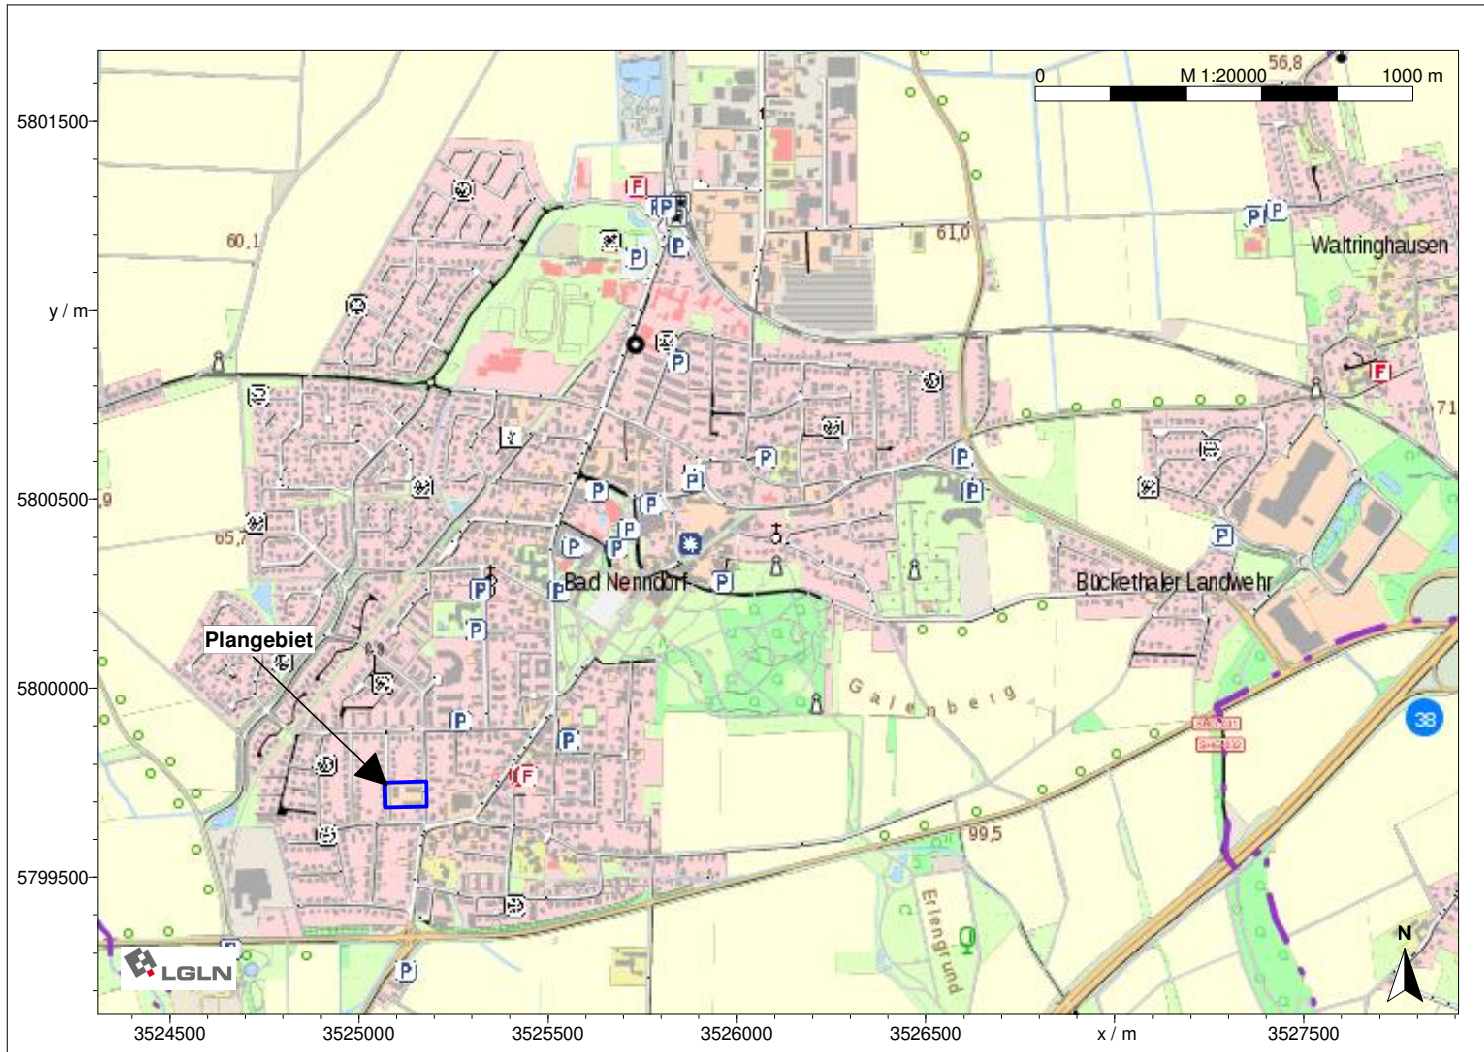 56,8
0 M 1:20000 1000 m
5801500
F
P
P
P
P
60,1
61,0
P
P
Waltringhausen
y / m
P
F
71
P
P
P
P
P
5800500
,9
65,7
P
P
P
P
P
P
P
P
P
Bad Nenndorf
Bückethaler Landwehr
P
Plangebiet
5800000
Galenberg
P
P
38
F
99,5
5799500
Erlengrund
N
LGLN
P
3524500
3525000
3525500
3526000
3526500
x / m
3527500